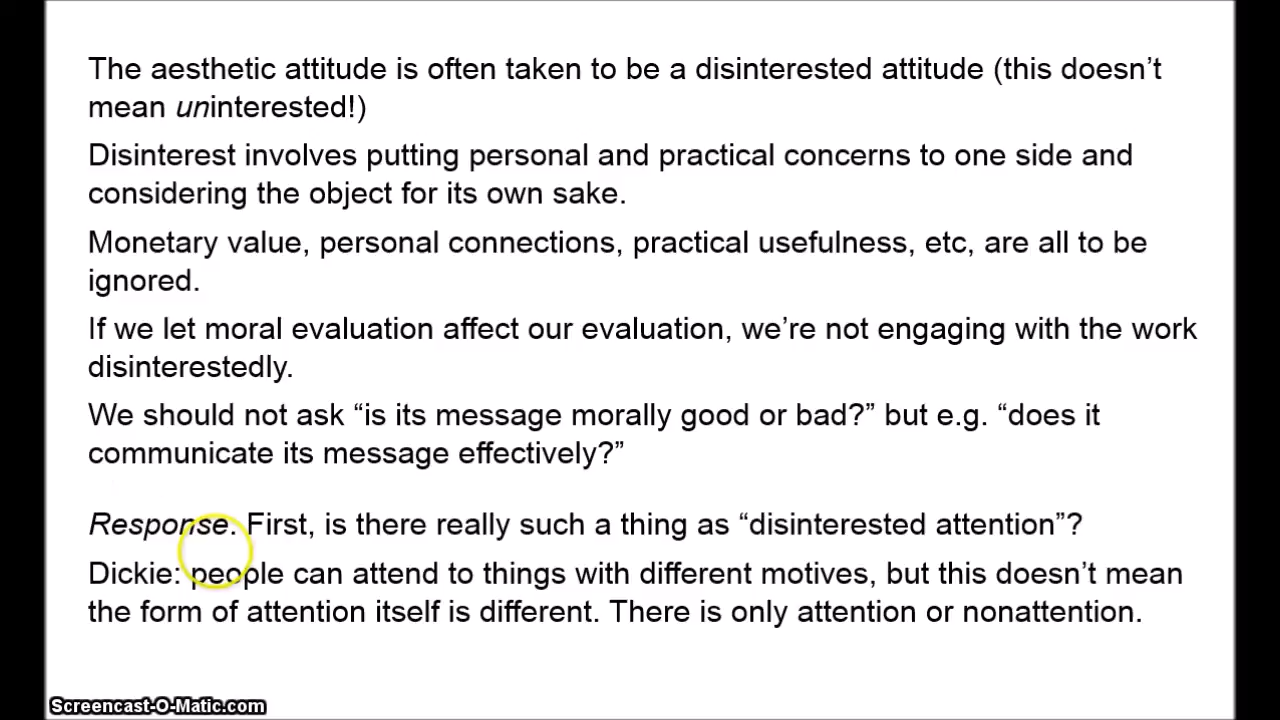 The aesthetic attitude is often taken to be a disinterested attitude (this doesn’t
mean uninterested!)
Disinterest involves putting personal and practical concerns to one side and
considering the object for its own sake.
Monetary value, personal connections, practical usefulness, etc, are all to be
ignored.
If we let moral evaluation affect our evaluation, we’re not engaging with the work
disinterestedly.
We should not ask “is its message morally good or bad?” but e.g. “does it
communicate its message effectively?”
Response: First, is there really such a thing as “disinterested attention”?
Dickie: people can attend to things with different motives, but this doesn’t mean
the form of attention itself is different. There is only attention or nonattention.
Screencast-O-Matic.com